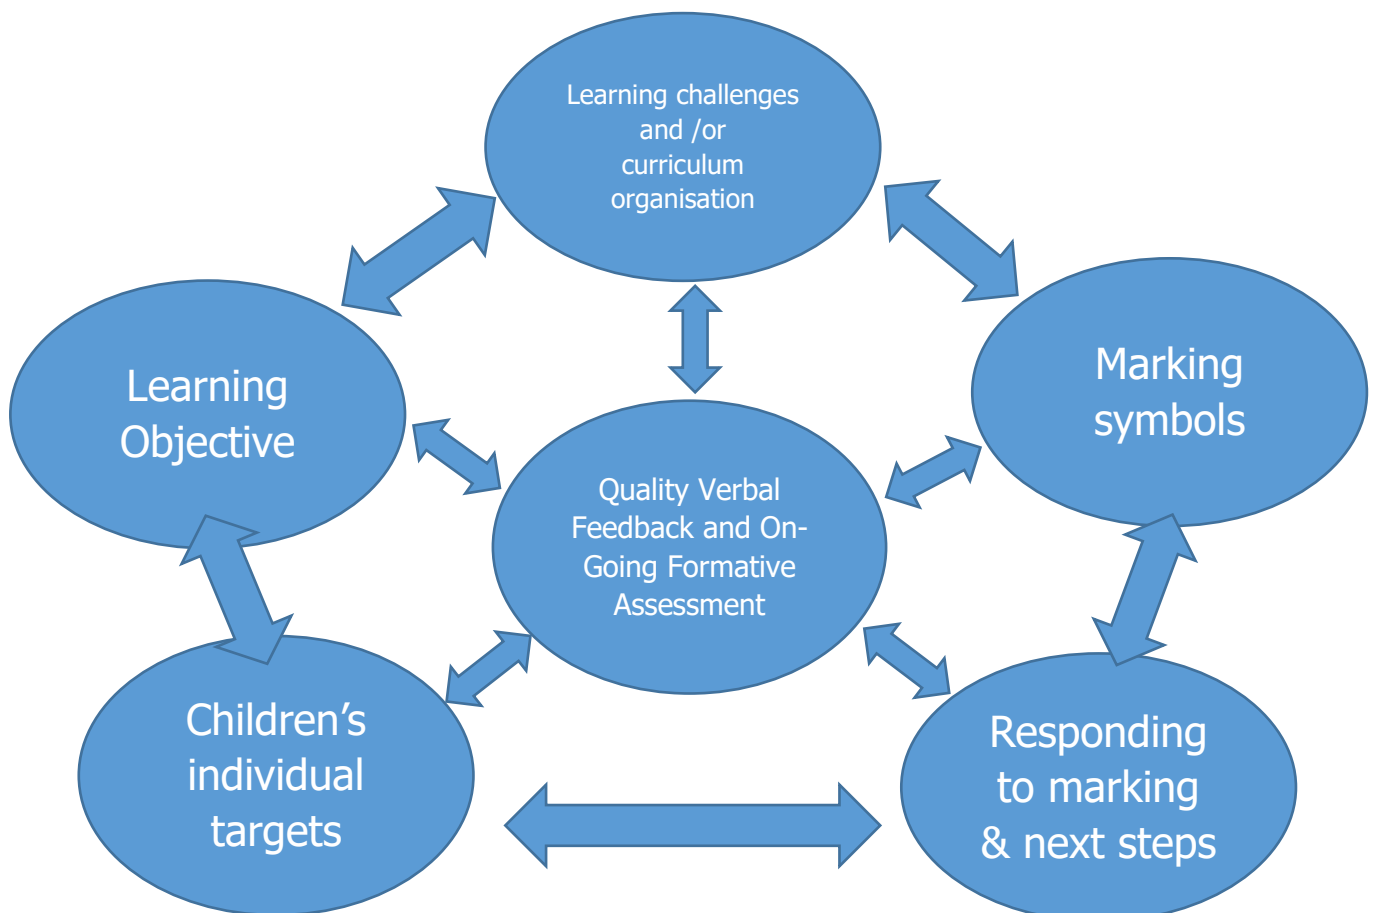 Learning challenges
and /or
curriculum
organisation
Learning
Objective
Marking
symbols
Quality Verbal
Feedback and On-
Going Formative
Assessment
Children’s
individual
targets
Responding
to marking
& next steps